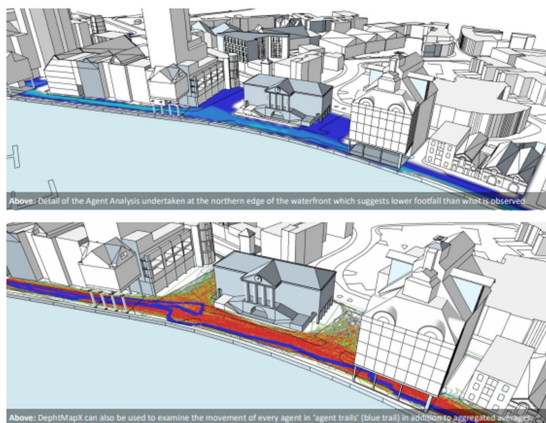 Above: Detail of the Agent Analysis undertaken at the northern edge of the waterfront which suggests lower footfall than what is observed
Above: DephtMapX can also be used to examine the movement of every agent in 'agent trails' (blue trail) in addition to aggregated averages.